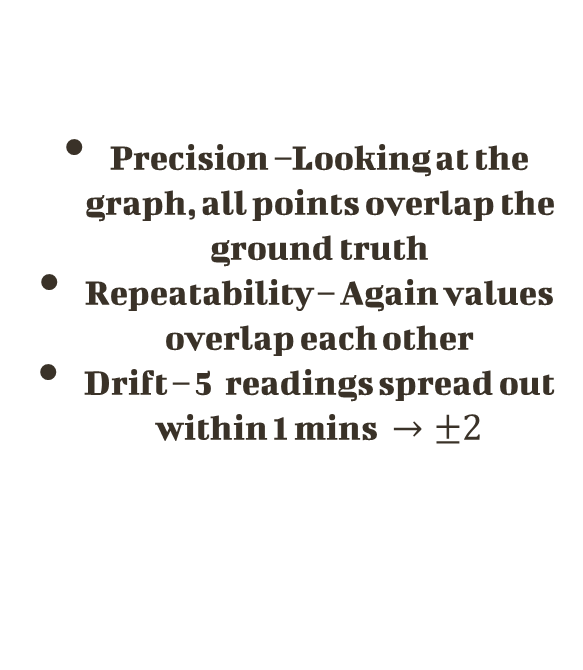 • Precision – Looking at the
graph, all points overlap the
ground truth
• Repeatability – Again values
overlap each other
• Drift – 5 readings spread out
within 1 mins → ±2